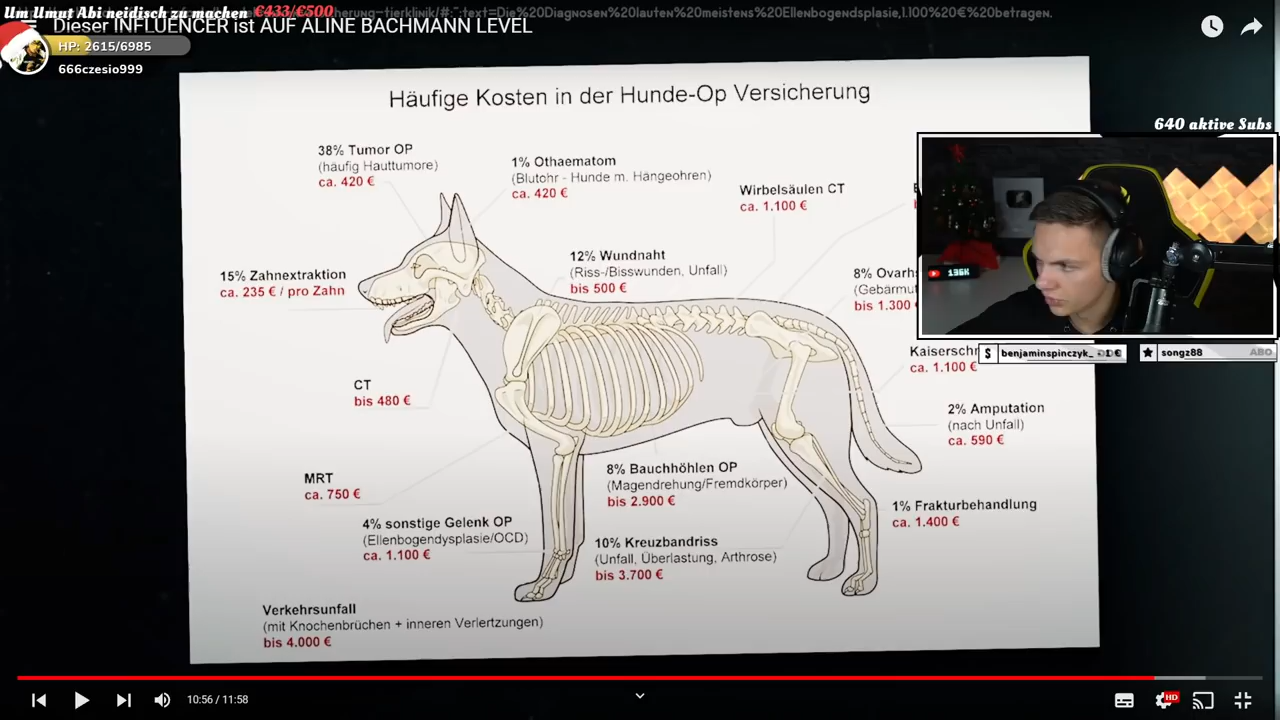 Um Umut Abi neidisch zu machen €433/€500
Dieser INFLUENCER ist AUF ALINE BACHMANN LEVEL
HP: 2615/6985
666czesio999
640 aktive Subs
Häufige Kosten in der Hunde-Op Versicherung
38% Tumor OP
(häufig Hauttumore)
ca. 420 €
1% Othaematom
(Blutohr - Hunde m. Hängeohren)
ca. 420 €
Wirbelsäulen CT
ca. 1.100 €
15% Zahnextraktion
ca. 235 € / pro Zahn
12% Wundnaht
(Riss-/Bisswunden, Unfall)
bis 500 €
8% Ovarhs
(Gebärmut
bis 1.300
136K
$ benjaminspinczyk_
songz88 ABO
Kaiserschr
ca. 1.100 €
CT
bis 480 €
2% Amputation
(nach Unfall)
ca. 590 €
MRT
ca. 750 €
8% Bauchhöhlen OP
(Magendrehung/Fremdkörper)
bis 2.900 €
1% Frakturbehandlung
ca. 1.400 €
4% sonstige Gelenk OP
(Ellenbogendysplasie/OCD)
ca. 1.100 €
10% Kreuzbandriss
(Unfall, Überlastung, Arthrose)
bis 3.700 €
Verkehrsunfall
(mit Knochenbrüchen + inneren Verlertzungen)
bis 4.000 €
10:56 / 11:58
HD